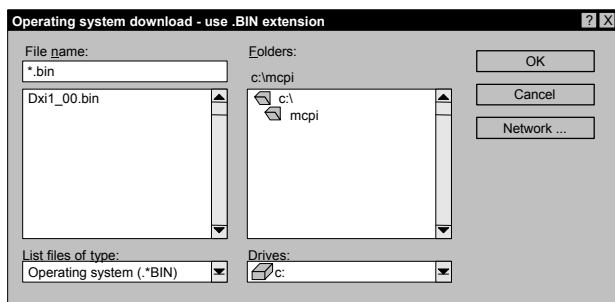 Operating system download - use .BIN extension
? X
File name:
*.bin
Dxi1_00.bin
List files of type:
Operating system (.*BIN)
Folders:
c:\mcpi
c:\
mcpi
Drives:
c:
OK
Cancel
Network ...